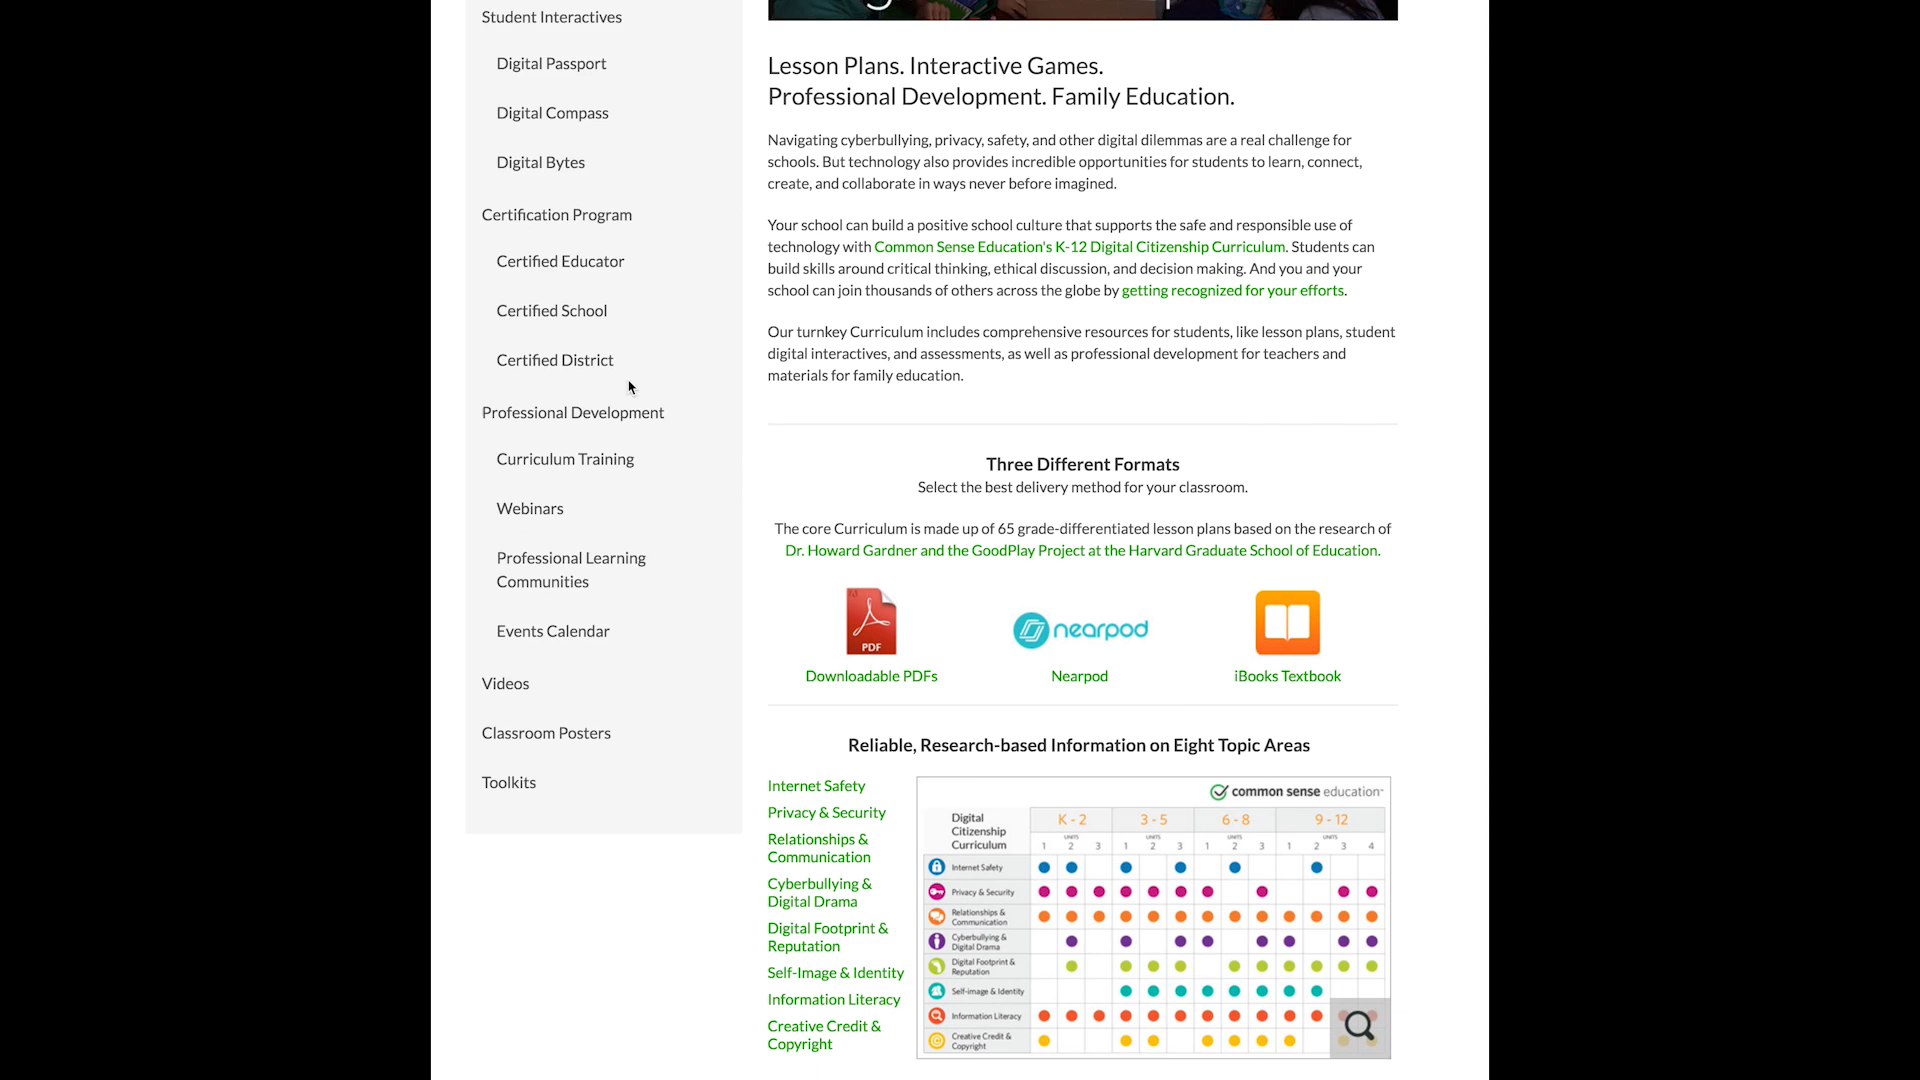 Student Interactives
Digital Passport
Digital Compass
Digital Bytes
Certification Program
Certified Educator
Certified School
Certified District
Professional Development
Curriculum Training
Webinars
Professional Learning
Communities
Events Calendar
Videos
Classroom Posters
Toolkits
Lesson Plans. Interactive Games.
Professional Development. Family Education.
Navigating cyberbullying, privacy, safety, and other digital dilemmas are a real challenge for
schools. But technology also provides incredible opportunities for students to learn, connect,
create, and collaborate in ways never before imagined.
Your school can build a positive school culture that supports the safe and responsible use of
technology with Common Sense Education's K-12 Digital Citizenship Curriculum. Students can
build skills around critical thinking, ethical discussion, and decision making. And you and your
school can join thousands of others across the globe by getting recognized for your efforts.
Our turnkey Curriculum includes comprehensive resources for students, like lesson plans, student
digital interactives, and assessments, as well as professional development for teachers and
materials for family education.
Three Different Formats
Select the best delivery method for your classroom.
The core Curriculum is made up of 65 grade-differentiated lesson plans based on the research of
Dr. Howard Gardner and the GoodPlay Project at the Harvard Graduate School of Education.
PDF
nearpod
Downloadable PDFs
Nearpod
iBooks Textbook
Reliable, Research-based Information on Eight Topic Areas
Internet Safety
Privacy & Security
Relationships &
Communication
Cyberbullying &
Digital Drama
Digital Footprint &
Reputation
Self-Image & Identity
Information Literacy
Creative Credit &
Copyright
common sense education
Digital
Citizenship
Curriculum
K - 2
3 - 5
6 - 8
9 - 12
UNITS
UNITS
UNITS
UNITS
1 2 3 1 2 3 1 2 3 1 2 3 4
Internet Safety
Privacy & Security
Relationships &
Communication
Cyberbullying &
Digital Drama
Digital Footprint &
Reputation
Self-image & Identity
Information Literacy
Creative Credit &
Copyright